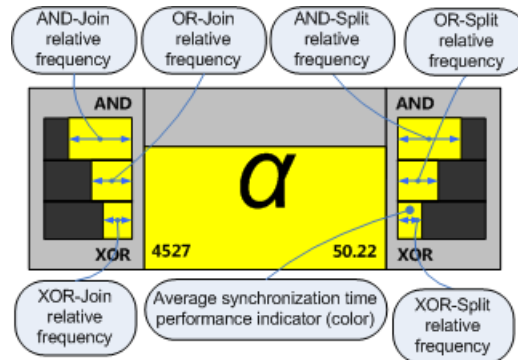 AND-Join
relative
frequency
OR-Join
relative
frequency
AND-Split
relative
frequency
OR-Split
relative
frequency
AND
AND
α
XOR
4527
50.22
XOR
XOR-Join
relative
frequency
Average synchronization time
performance indicator (color)
XOR-Split
relative
frequency